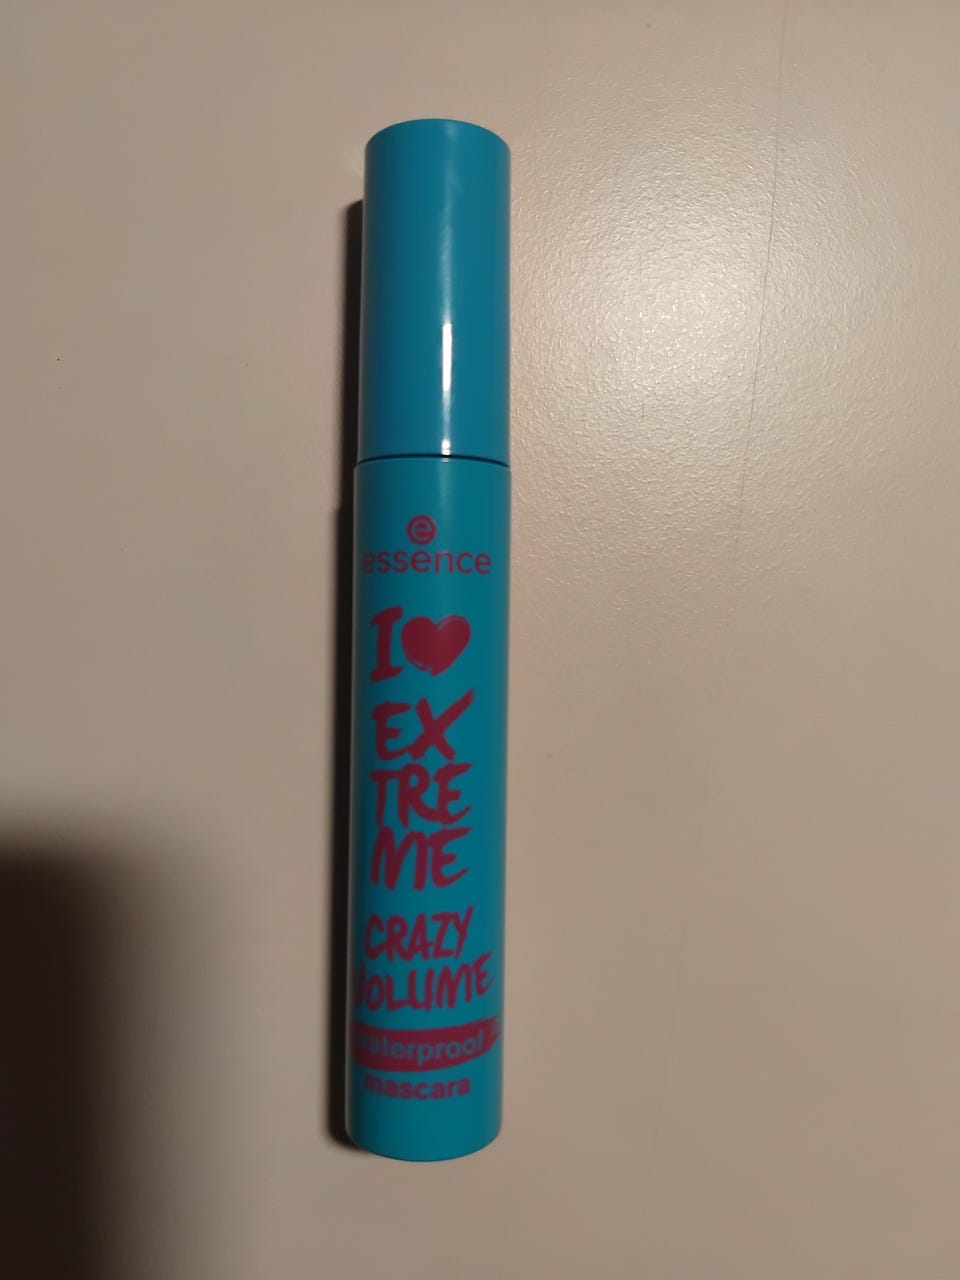 e
essence
I ♥
EX
TRE
ME
CRAZY
VOLUME
waterproof
mascara